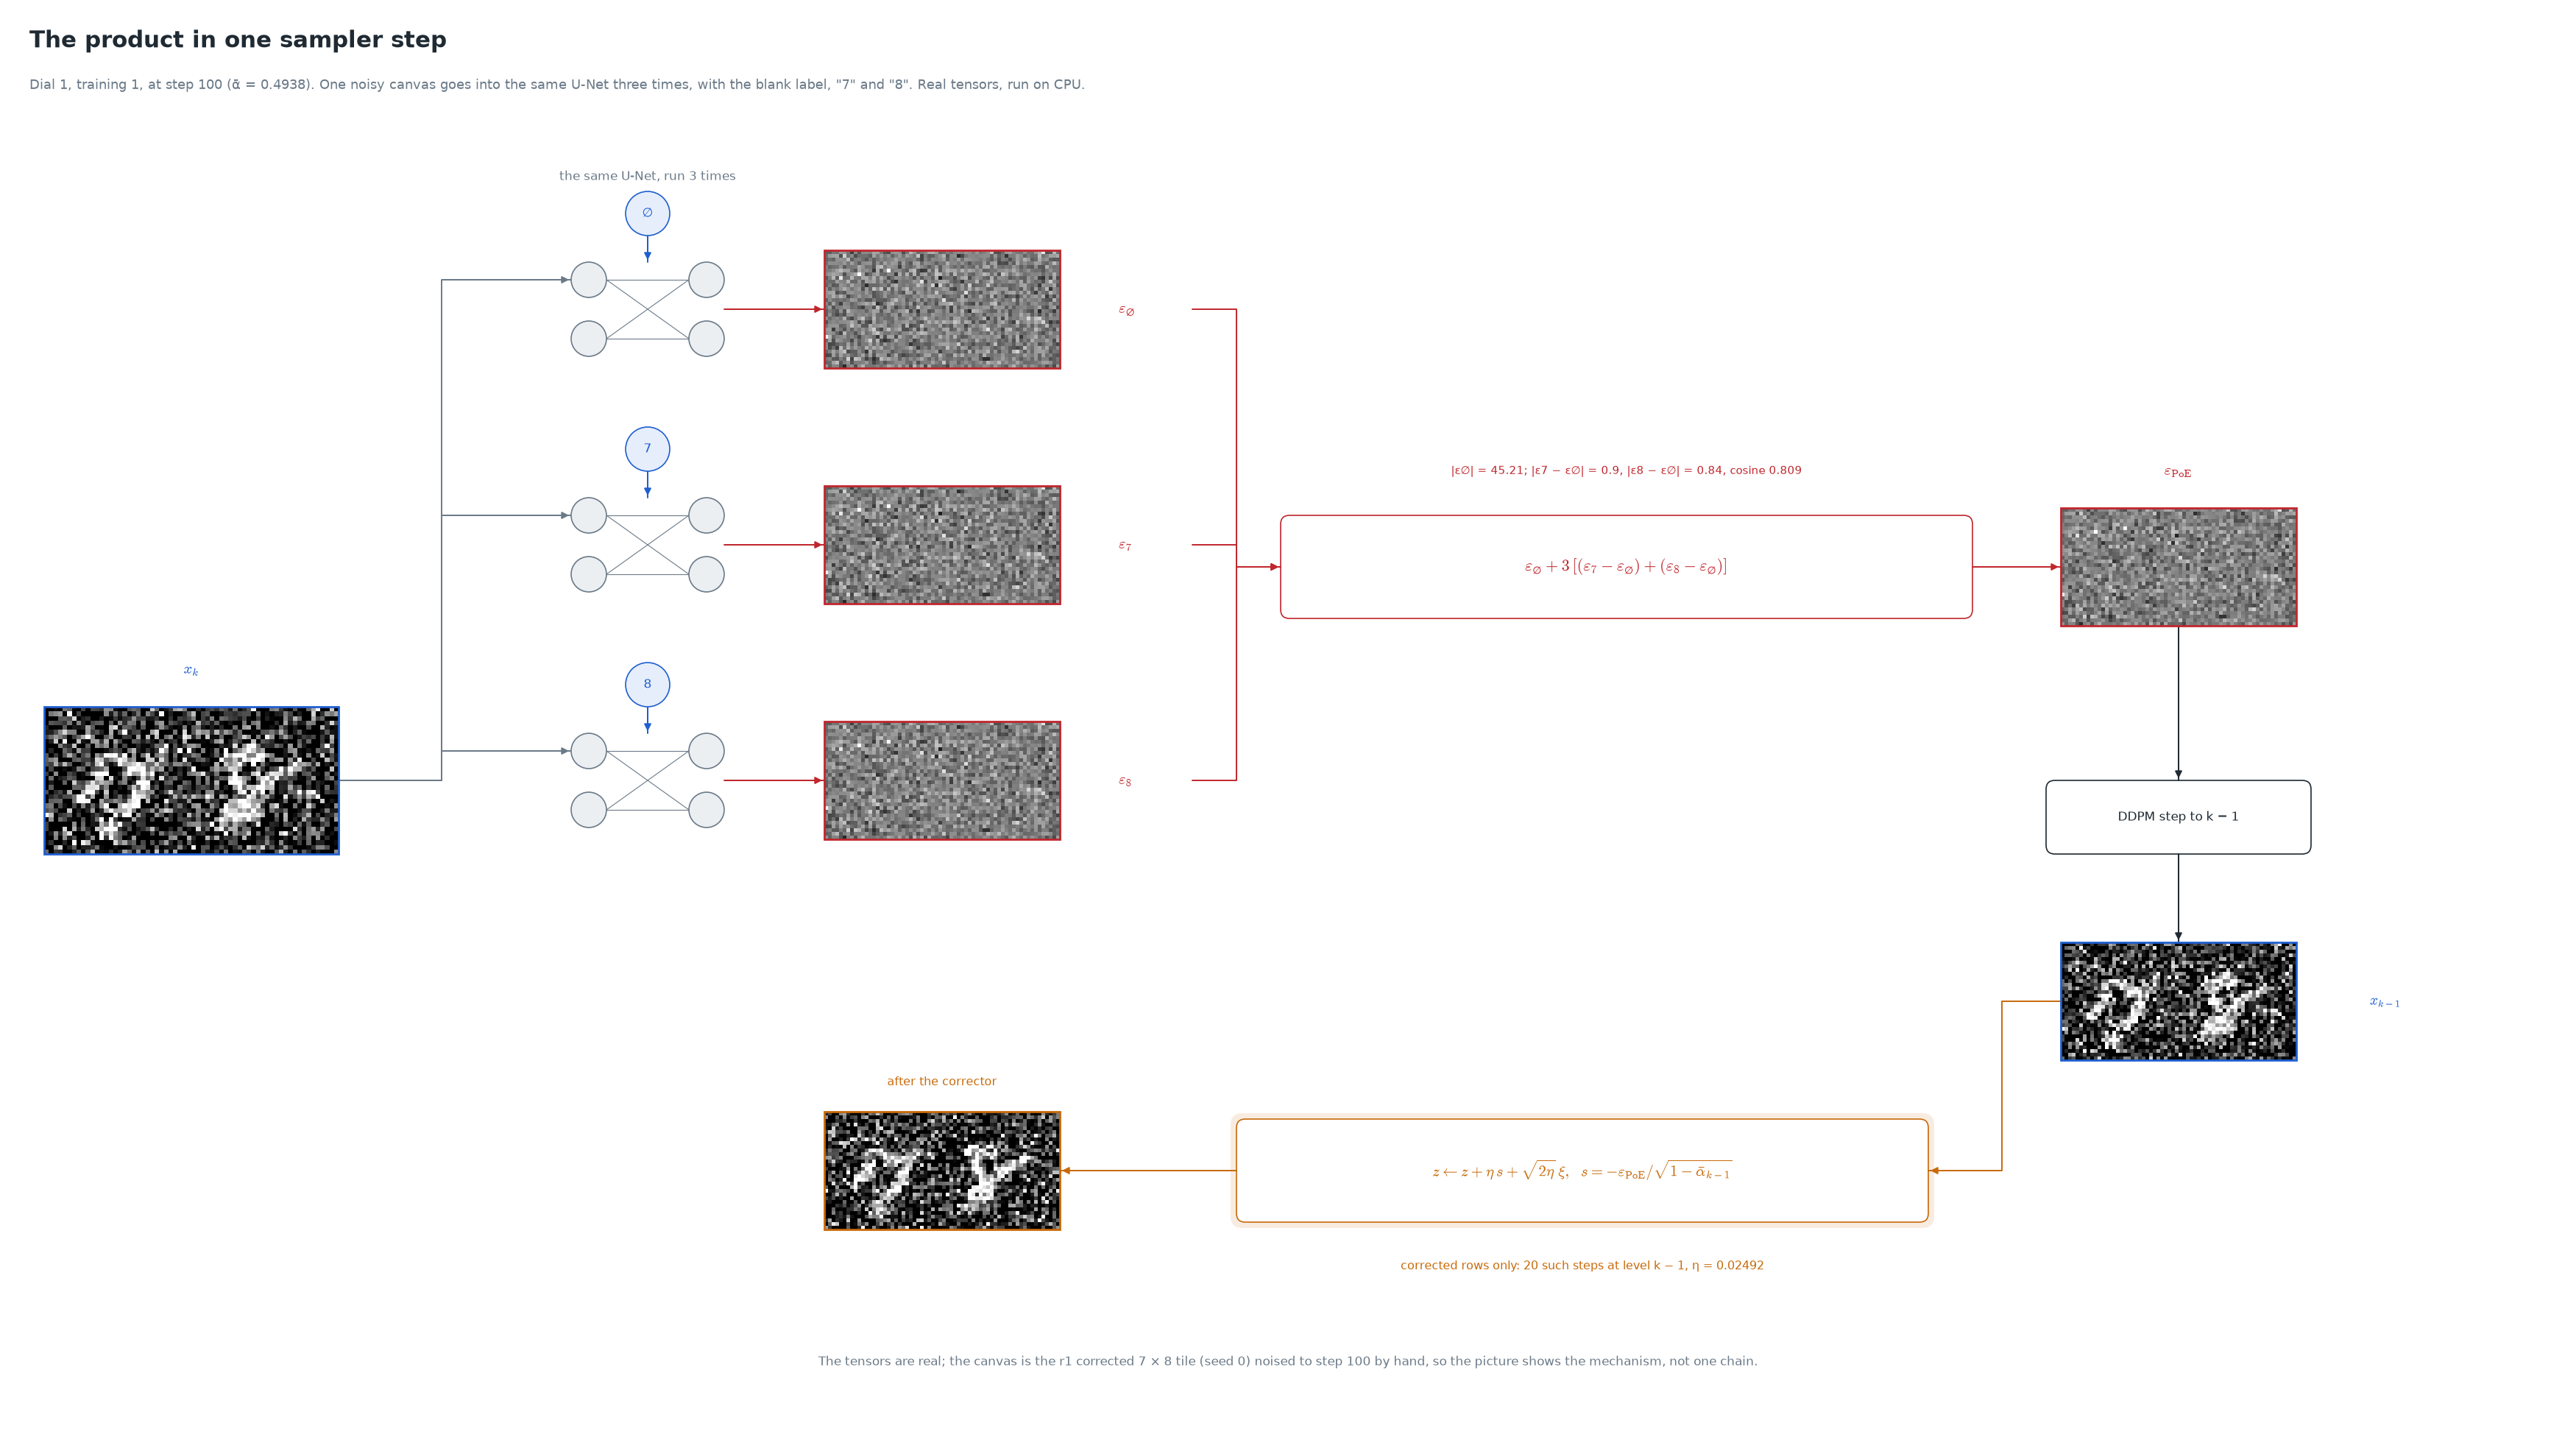 The product in one sampler step
Dial 1, training 1, at step 100 (ᾱ = 0.4938). One noisy canvas goes into the same U-Net three times, with the blank label, "7" and "8". Real tensors, run on CPU.
the same U-Net, run 3 times
∅
ε∅
7
|ε∅| = 45.21; |ε7 − ε∅| = 0.9, |ε8 − ε∅| = 0.84, cosine 0.809
ε_PoE
ε₇
ε∅ + 3 [(ε₇ − ε∅) + (ε₈ − ε∅)]
x_k
8
ε₈
DDPM step to k − 1
x_{k−1}
after the corrector
z ← z + η s + √(2η) ξ, s = −ε_PoE/√(1 − ᾱ_{k−1})
corrected rows only: 20 such steps at level k − 1, η = 0.02492
The tensors are real; the canvas is the r1 corrected 7 × 8 tile (seed 0) noised to step 100 by hand, so the picture shows the mechanism, not one chain.